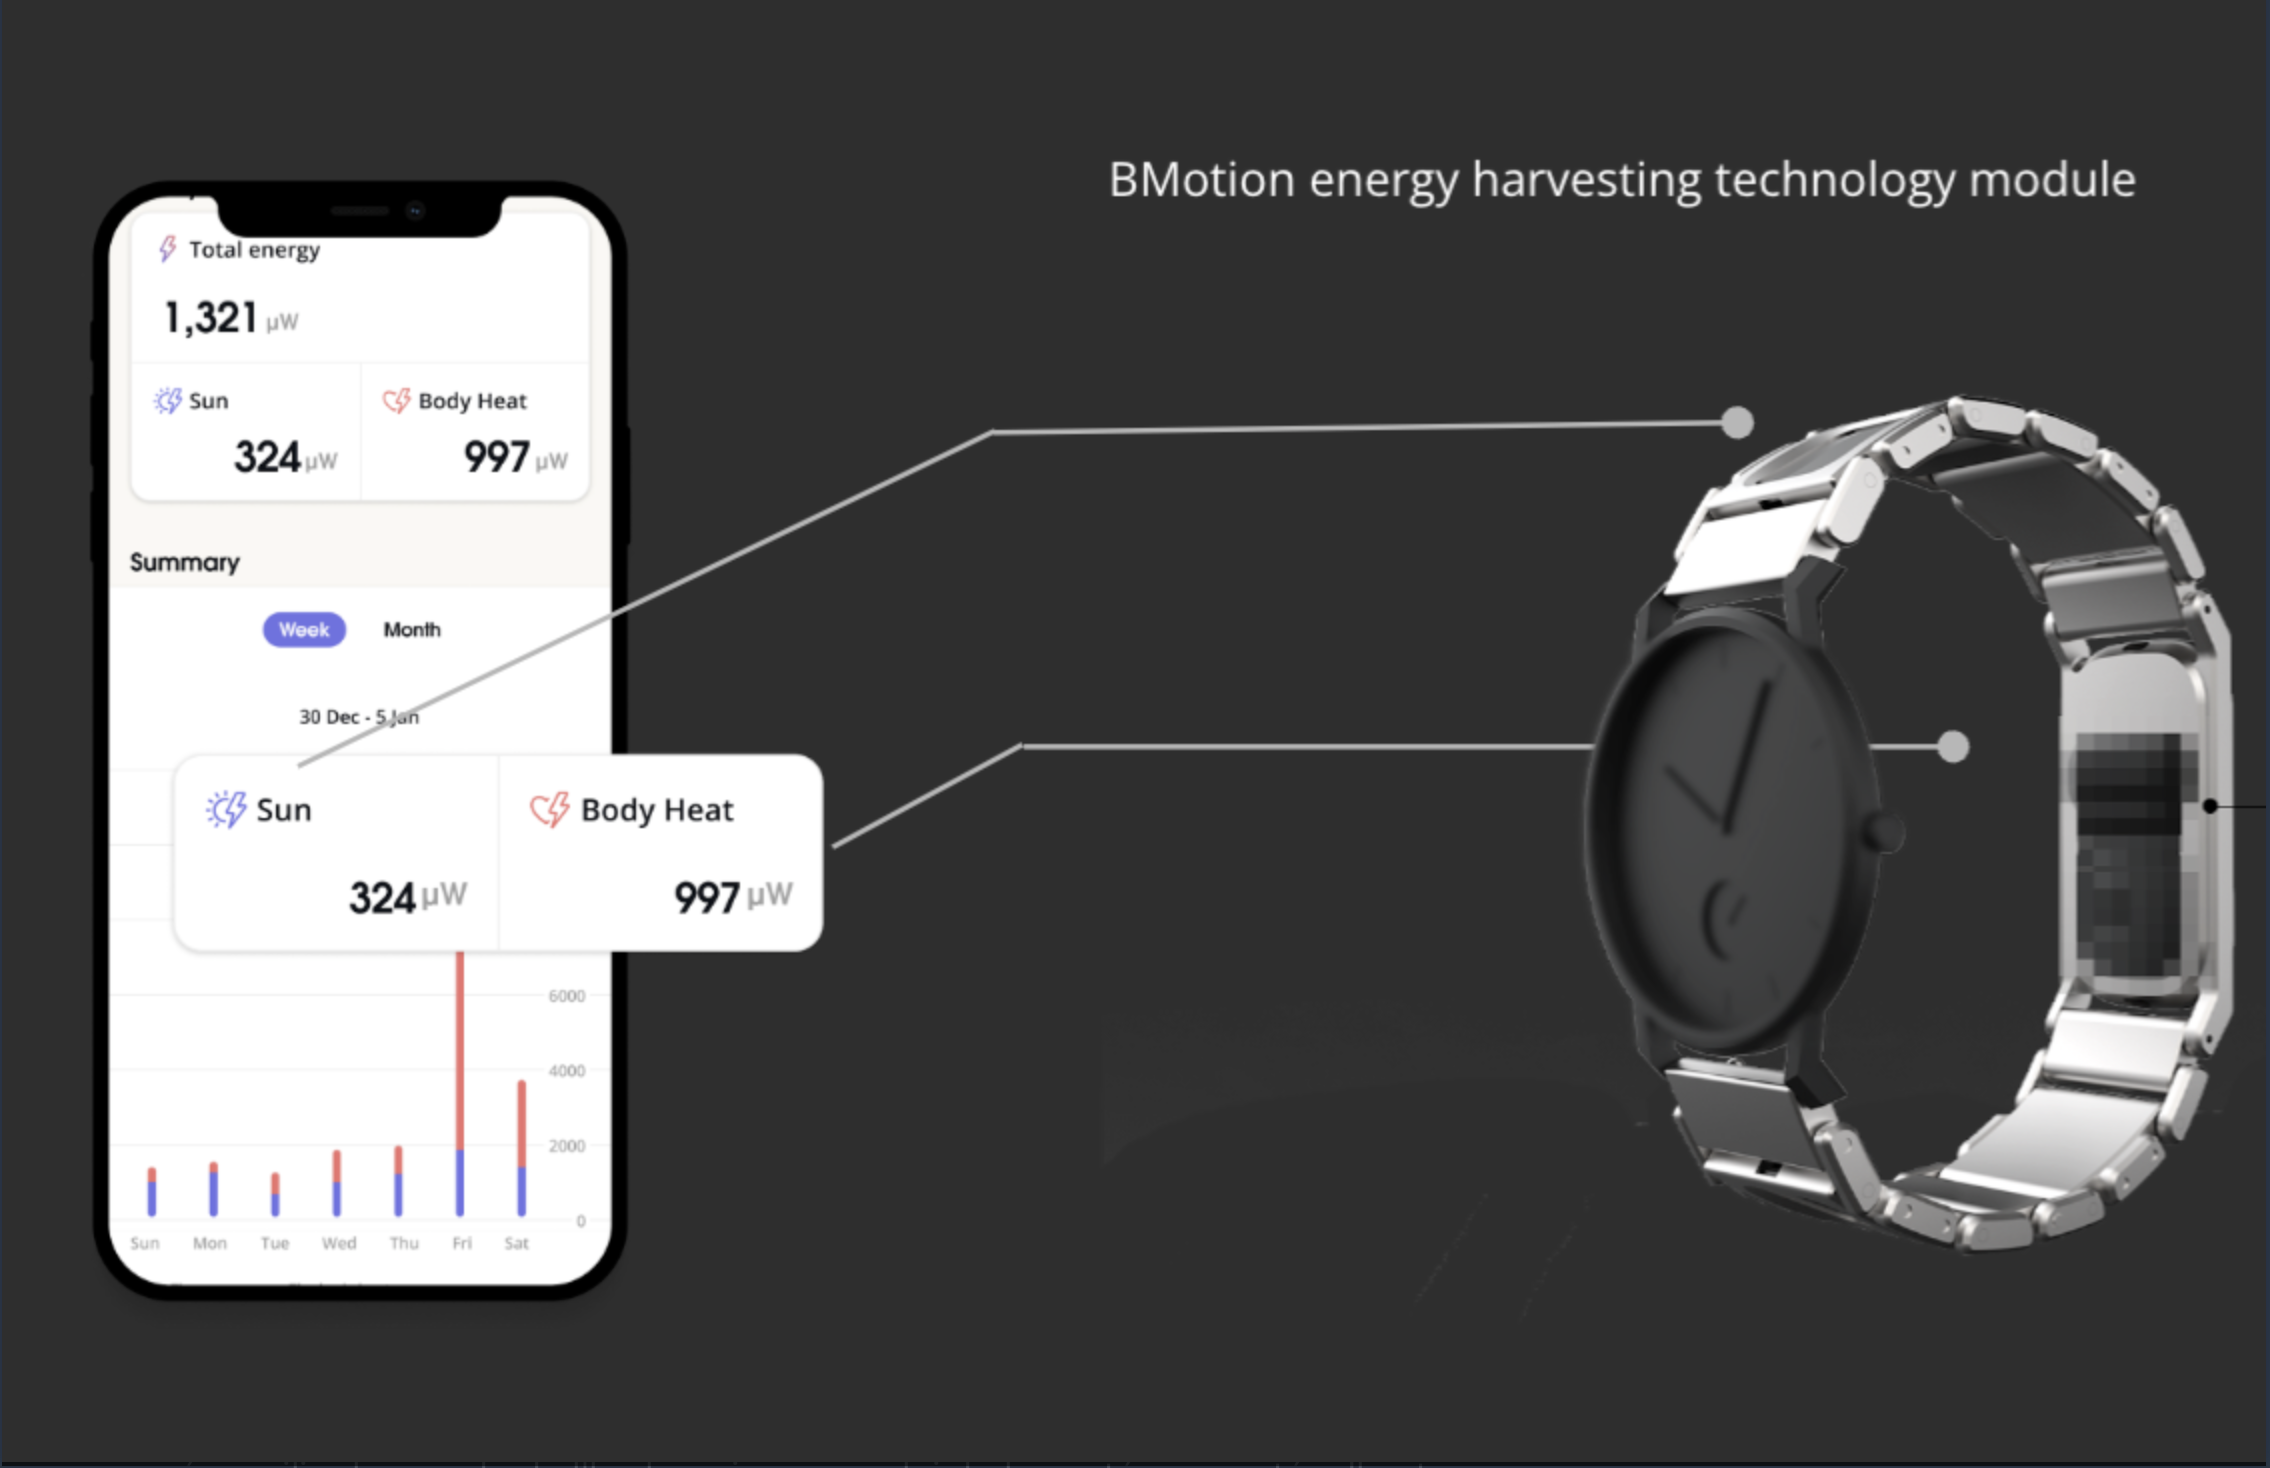 BMotion energy harvesting technology module
Total energy
1,321 µW
Sun
Body Heat
324 µW
997 µW
Summary
Week
Month
30 Dec - 5 Jan
Sun
Body Heat
324 µW
997 µW
6000
4000
2000
0
Sun Mon Tue Wed Thu Fri Sat